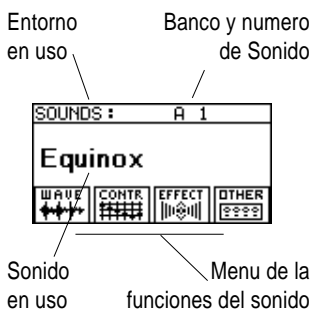 Entorno
en uso
Banco y numero
de Sonido
SOUNDS: A 1
Equinox
WAVE CONTR EFFECT OTHER
Sonido
en uso
Menu de la
funciones del sonido